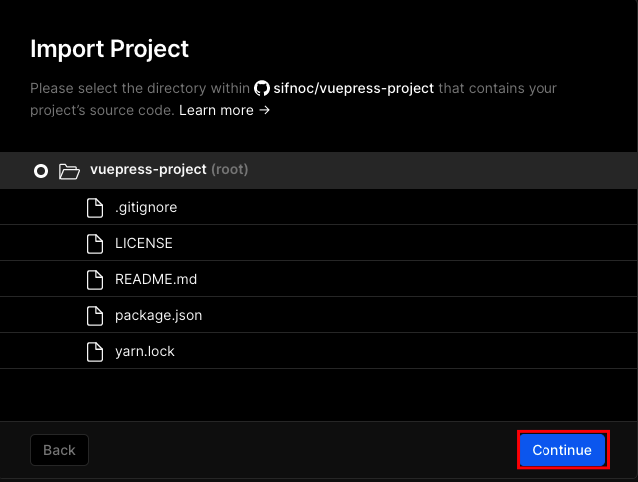 Import Project
Please select the directory within sifnoc/vuepress-project that contains your
project's source code. Learn more →
vuepress-project (root)
.gitignore
LICENSE
README.md
package.json
yarn.lock
Back
Continue